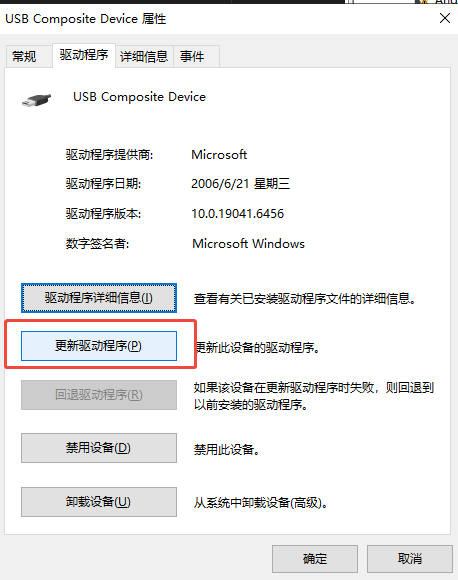 USB Composite Device 属性
常规 驱动程序 详细信息 事件
USB Composite Device
驱动程序提供商: Microsoft
驱动程序日期: 2006/6/21 星期三
驱动程序版本: 10.0.19041.6456
数字签名者: Microsoft Windows
驱动程序详细信息(I) 查看有关已安装驱动程序文件的详细信息。
更新驱动程序(P) 更新此设备的驱动程序。
回退驱动程序(R) 如果该设备在更新驱动程序时失败，则回退到
以前安装的驱动程序。
禁用设备(D) 禁用此设备。
卸载设备(U) 从系统中卸载设备(高级)。
确定 取消